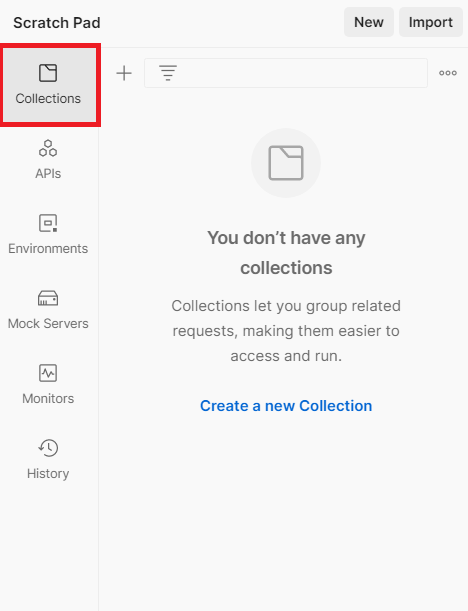 Scratch Pad
New
Import
Collections
APIs
Environments
Mock Servers
Monitors
History
You don’t have any
collections
Collections let you group related
requests, making them easier to
access and run.
Create a new Collection